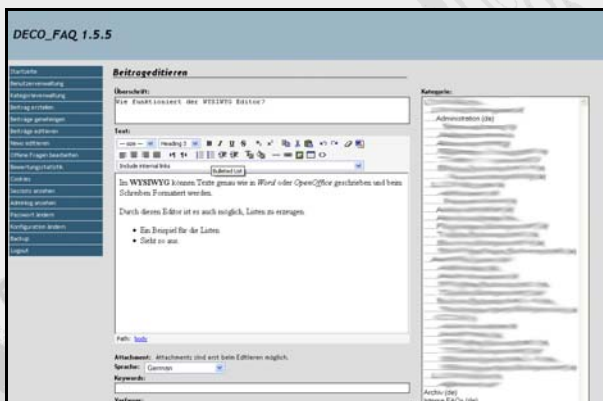 DECO_FAQ 1.5.5
Startseite
Benutzerverwaltung
Kategorieverwaltung
Beitrag erstellen
Beiträge genehmigen
Beiträge editieren
News editieren
Offene Fragen bearbeiten
Bewertungsstatistik
Cookies
Adminlog ansehen
Passwort ändern
Konfiguration ändern
Backup
Logout
Beitrageditieren
Überschrift:
Wie funktioniert der WYSIWYG Editor?
Text:
-- size -- Heading 3
Include internal links
Bulleted List
Im WYSIWYG können Texte genau wie in Word oder OpenOffice geschrieben und beim
Schreiben Formatiert werden.
Durch diesen Editor ist es auch möglich, Listen zu erzeugen
Ein Beispiel für die Listen
Sieht so aus.
Path: body
Attachment: Attachments sind erst beim Editieren möglich.
Sprache: German
Keywords:
Kategorie:
Administration (de)
Archiv (de)